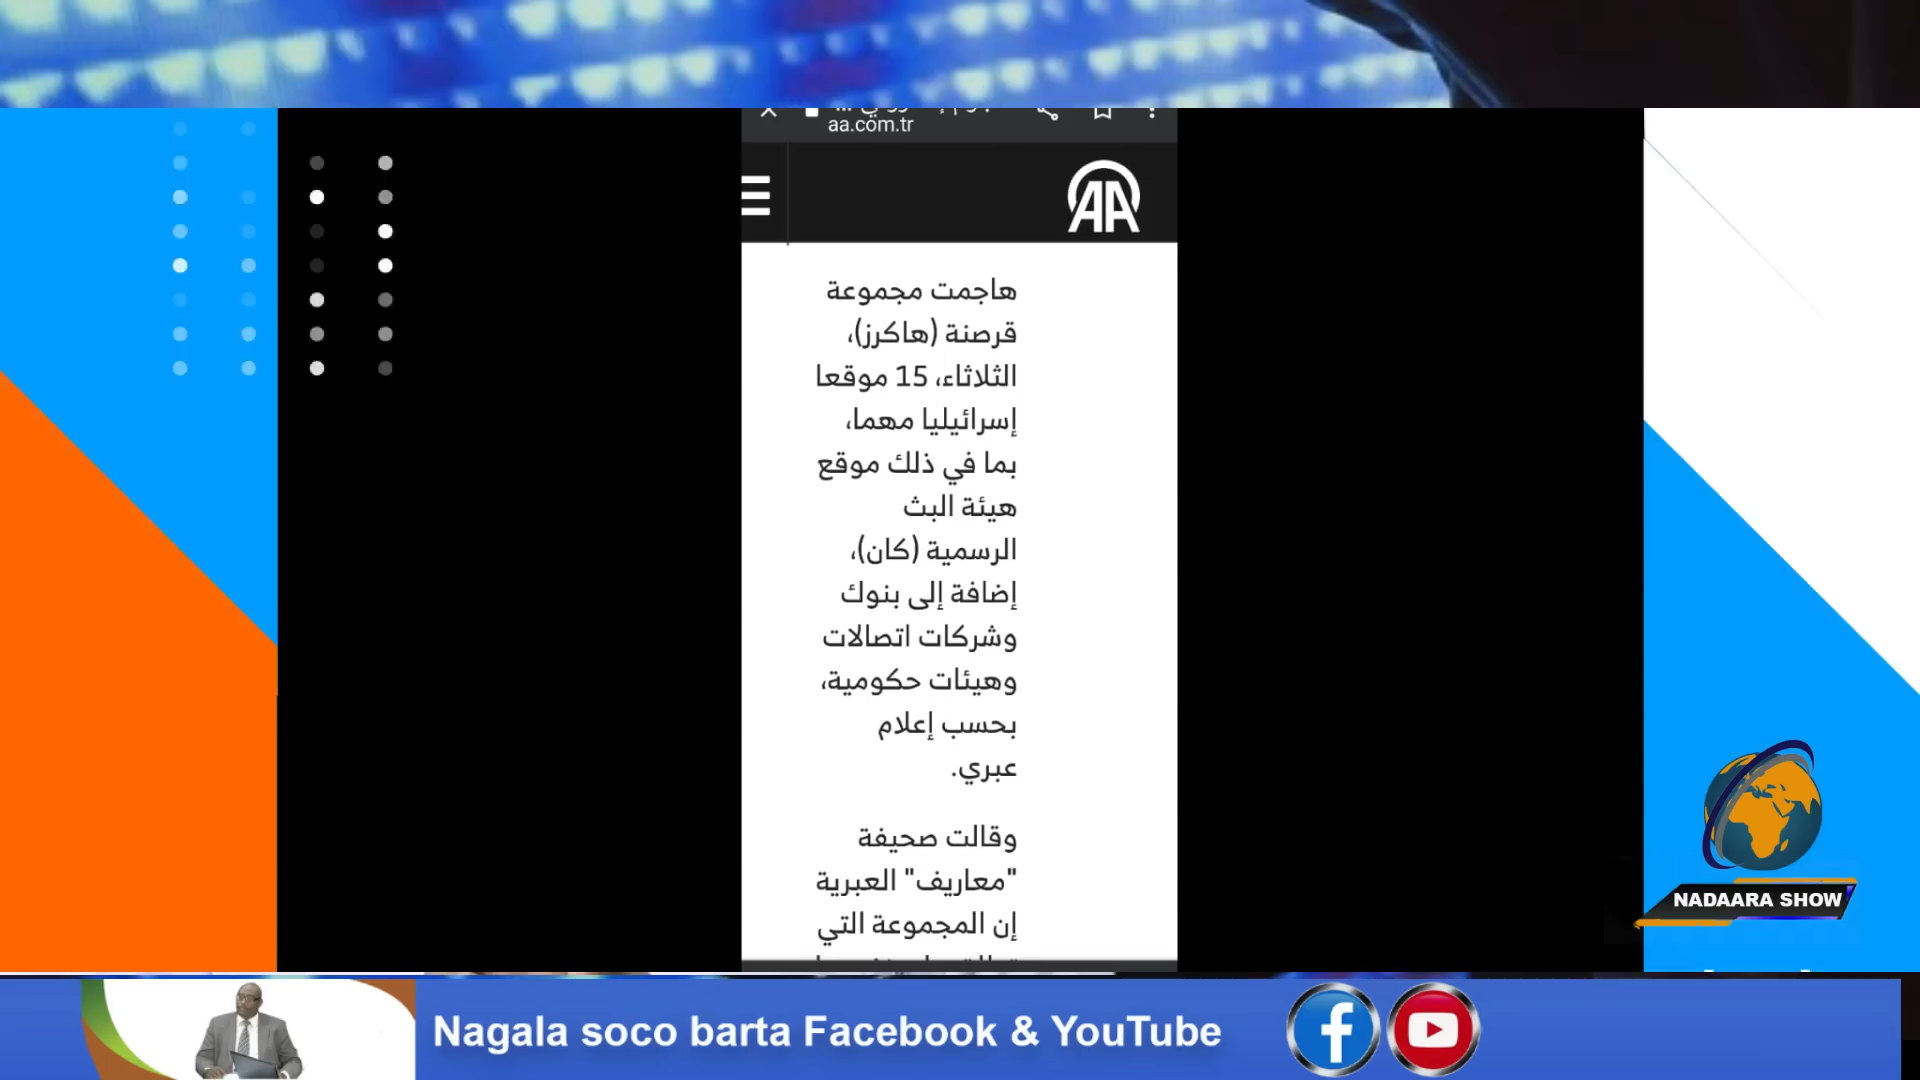 aa.com.tr
AA
هاجمت مجموعة
قرصنة (هاكرز)،
الثلاثاء، 15 موقعا
إسرائيليا مهما،
بما في ذلك موقع
هيئة البث
الرسمية (كان)،
إضافة إلى بنوك
وشركات اتصالات
وهيئات حكومية،
بحسب إعلام
عبري.
وقالت صحيفة
"معاريف" العبرية
إن المجموعة التي
NADAARA SHOW
Nagala soco barta Facebook & YouTube